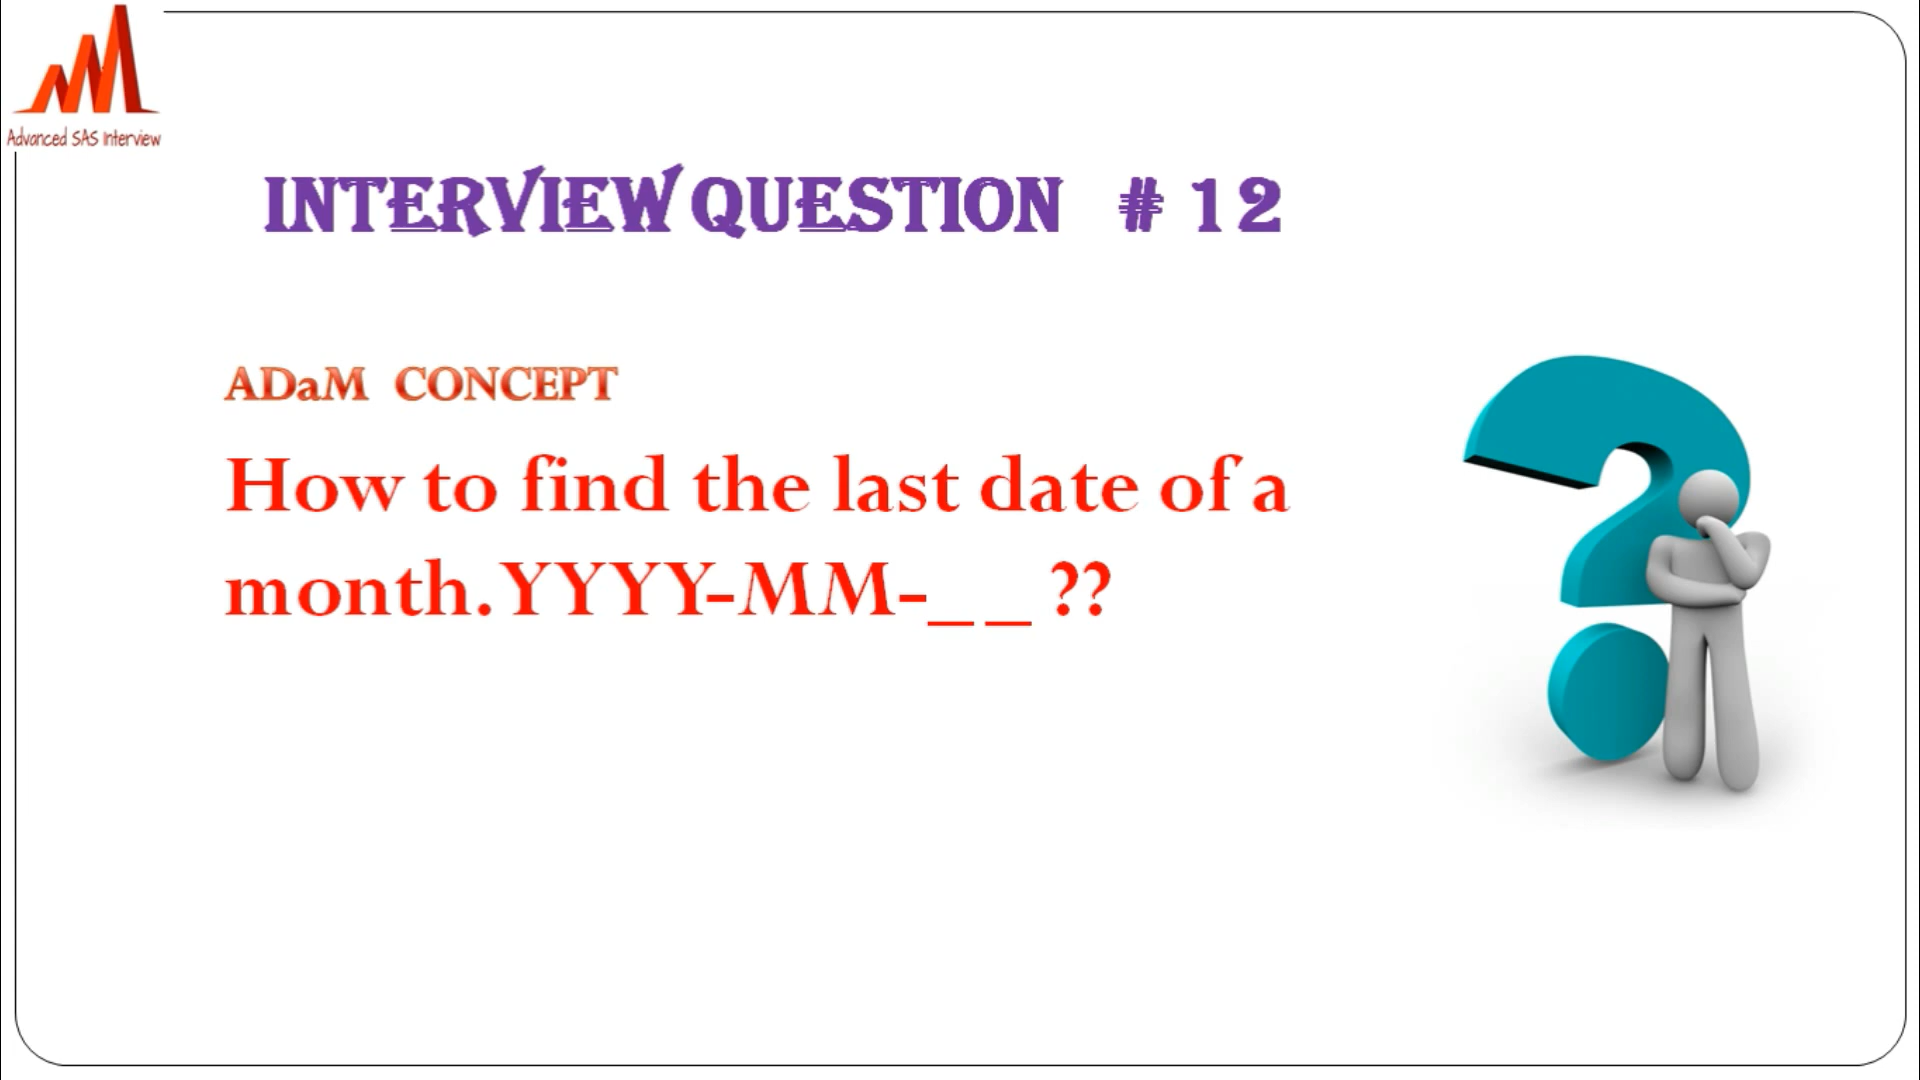 Advanced SAS Interview
INTERVIEW QUESTION # 12
ADaM CONCEPT
How to find the last date of a
month.YYYY-MM-_ _ ??